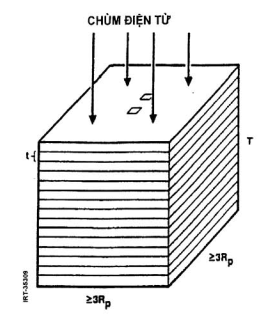 CHÙM ĐIỆN TỬ
t
T
≥3Rp
≥3Rp
IRT-35309